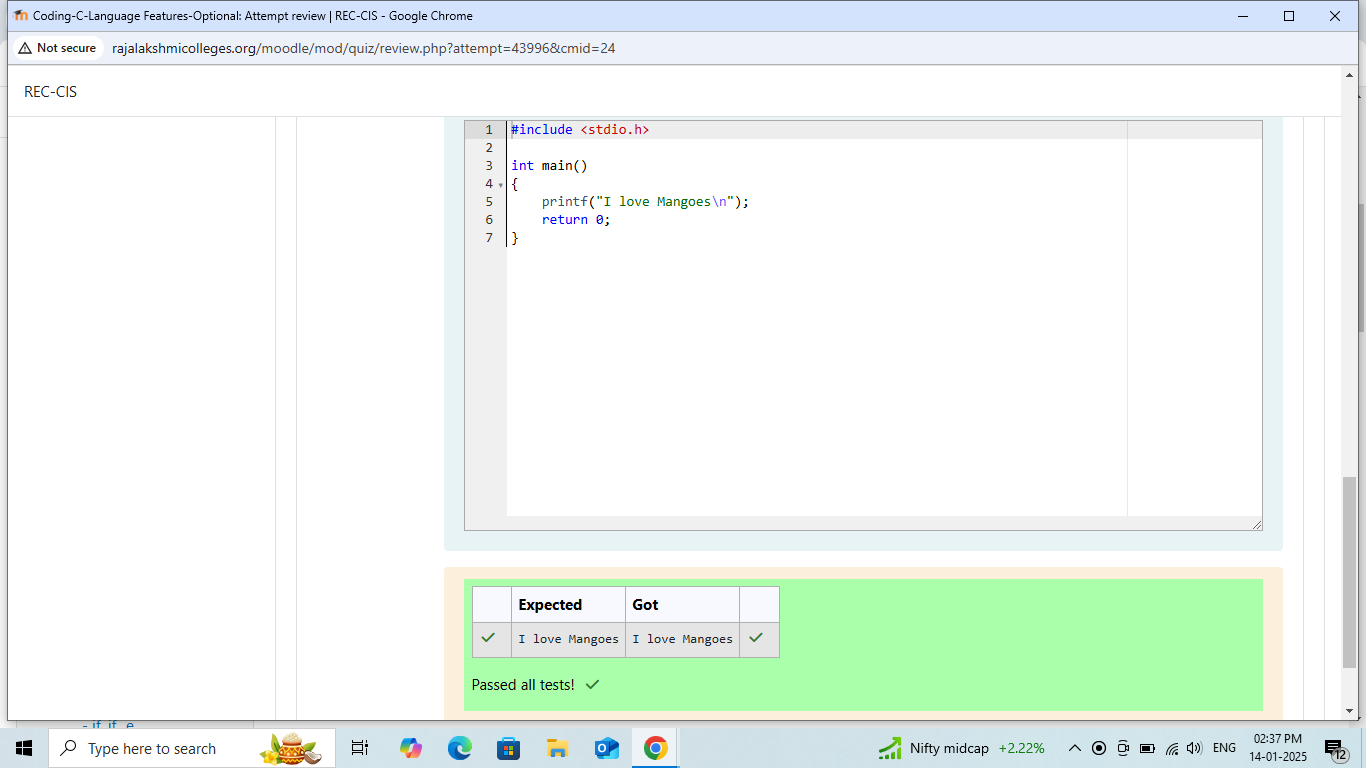 Coding-C-Language Features-Optional: Attempt review | REC-CIS - Google Chrome
Not secure rajalakshmicolleges.org/moodle/mod/quiz/review.php?attempt=43996&cmid=24
REC-CIS
1 #include <stdio.h>
2
3 int main()
4 {
5     printf("I love Mangoes\n");
6     return 0;
7 }
Expected Got
I love Mangoes I love Mangoes
Passed all tests!
- if, if...e
Type here to search
Nifty midcap +2.22%
ENG
02:37 PM
14-01-2025
12